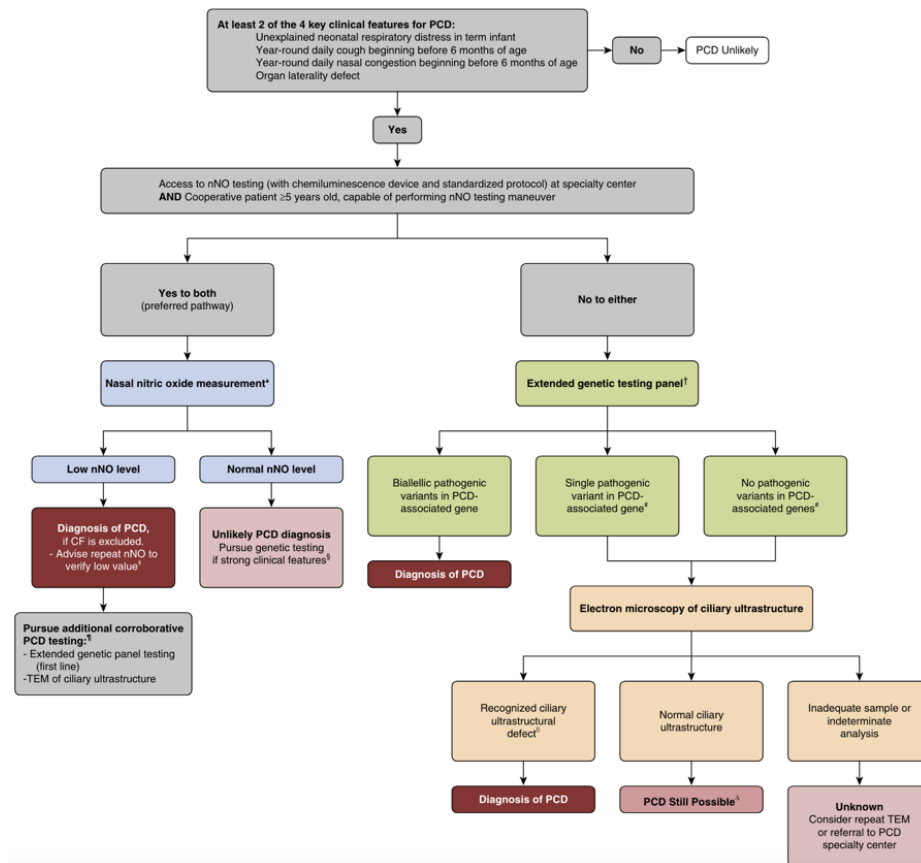 At least 2 of the 4 key clinical features for PCD:
Unexplained neonatal respiratory distress in term infant
Year-round daily cough beginning before 6 months of age
Year-round daily nasal congestion beginning before 6 months of age
Organ laterality defect
No
PCD Unlikely
Yes
Access to nNO testing (with chemiluminescence device and standardized protocol) at specialty center
AND Cooperative patient ≥5 years old, capable of performing nNO testing maneuver
Yes to both
(preferred pathway)
No to either
Nasal nitric oxide measurement*
Extended genetic testing panel†
Low nNO level
Normal nNO level
Biallelic pathogenic
variants in PCD-
associated gene
Single pathogenic
variant in PCD-
associated gene#
No pathogenic
variants in PCD-
associated genes#
Diagnosis of PCD,
if CF is excluded.
- Advise repeat nNO to
verify low value‡
Unlikely PCD diagnosis
Pursue genetic testing
if strong clinical features§
Diagnosis of PCD
Electron microscopy of ciliary ultrastructure
Pursue additional corroborative
PCD testing:¶
- Extended genetic panel testing
(first line)
-TEM of ciliary ultrastructure
Recognized ciliary
ultrastructural
defect||
Normal ciliary
ultrastructure
Inadequate sample or
indeterminate
analysis
Diagnosis of PCD
PCD Still Possible∆
Unknown
Consider repeat TEM
or referral to PCD
specialty center